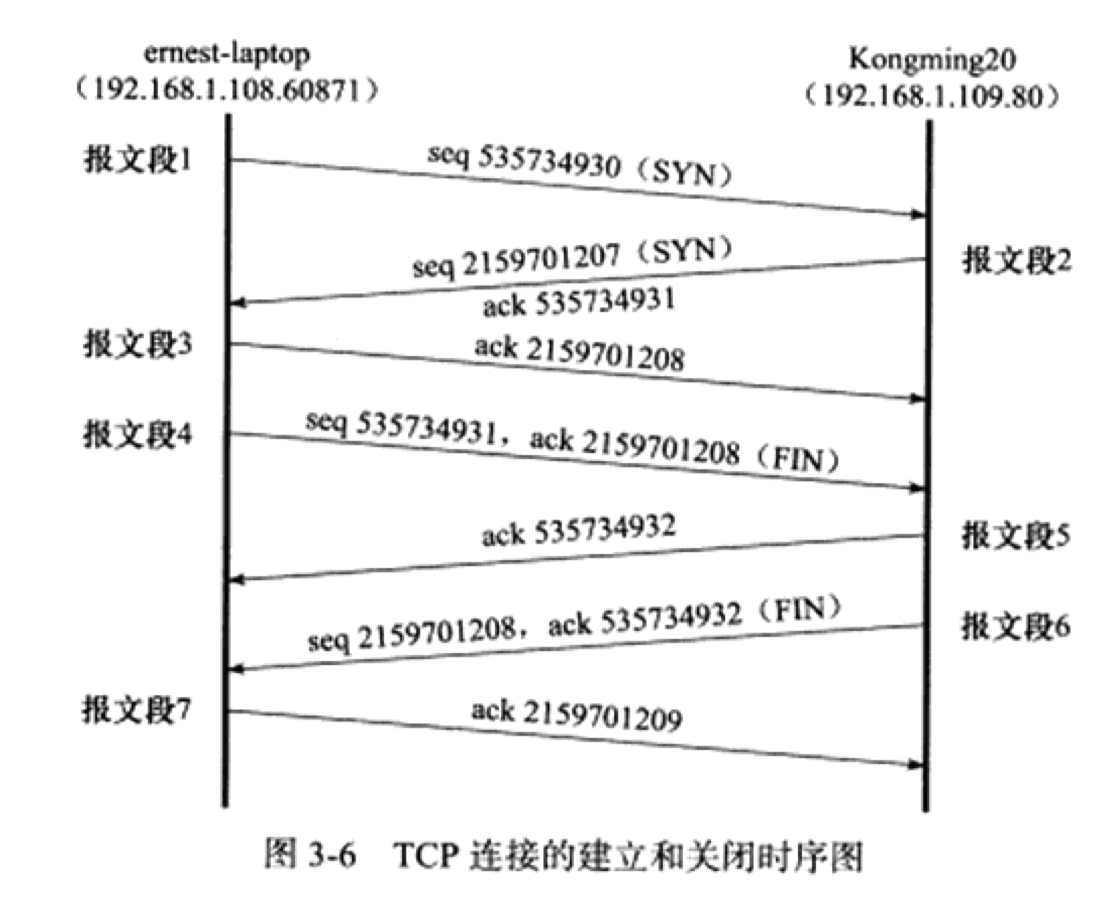 ernest-laptop
（192.168.1.108.60871）
Kongming20
（192.168.1.109.80）
报文段1
seq 535734930（SYN）
seq 2159701207（SYN）
报文段2
ack 535734931
报文段3
ack 2159701208
报文段4
seq 535734931，ack 2159701208（FIN）
ack 535734932
报文段5
seq 2159701208，ack 535734932（FIN）
报文段6
报文段7
ack 2159701209
图 3-6 TCP 连接的建立和关闭时序图